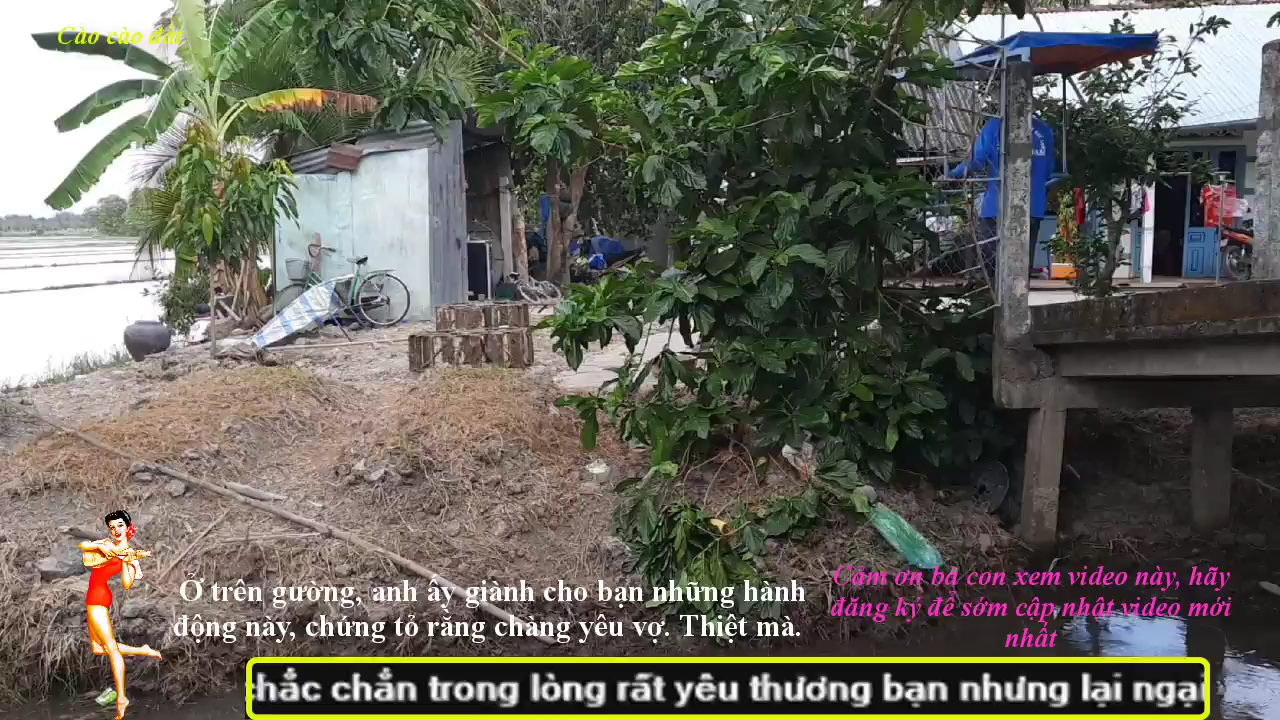 Cào cào đất
Ở trên gường, anh ấy giành cho bạn những hành
động này, chứng tỏ rằng chàng yêu vợ. Thiệt mà.
Cảm ơn bà con xem video này, hãy
đăng ký để sớm cập nhật video mới
nhất
chắc chắn trong lòng rất yêu thương bạn nhưng lại ngại